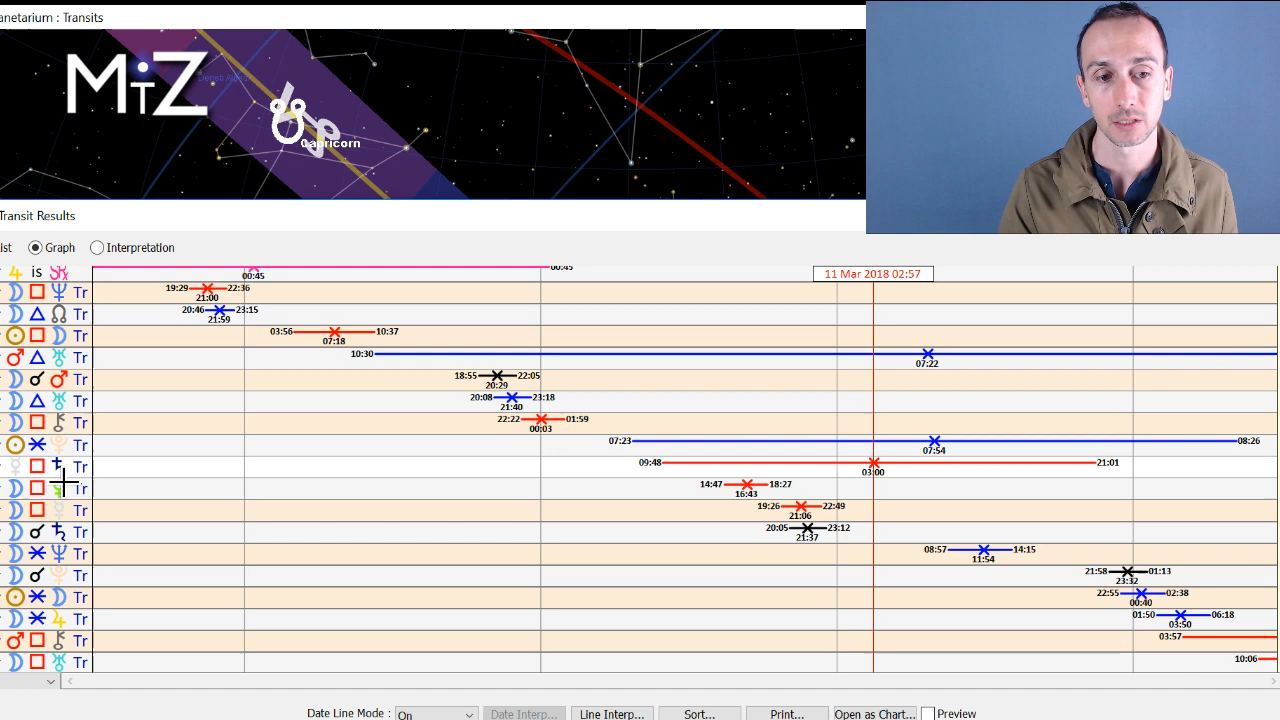 anetarium : Transits
MTZ
Deneb Algedi
Capricorn
Transit Results
ist Graph Interpretation
11 Mar 2018 02:57
is 00:45 00:45
Tr 19:29 22:36
21:00
Tr 20:46 23:15
21:59
Tr 03:56 10:37
07:18
Tr 10:30
07:22
Tr 18:55 22:05
20:29
Tr 20:08 23:18
21:40
Tr 22:22 01:59
00:03
Tr 07:23 08:26
07:54
Tr 09:48 21:01
03:00
Tr 14:47 18:27
16:43
Tr 19:26 22:49
21:06
Tr 20:05 23:12
21:37
Tr 08:57 14:15
11:54
Tr 21:58 01:13
23:32
Tr 22:55 02:38
00:40
Tr 01:50 06:18
03:50
Tr 03:57
Tr 10:06
Date Line Mode : On Date Interp... Line Interp... Sort... Print... Open as Chart... Preview